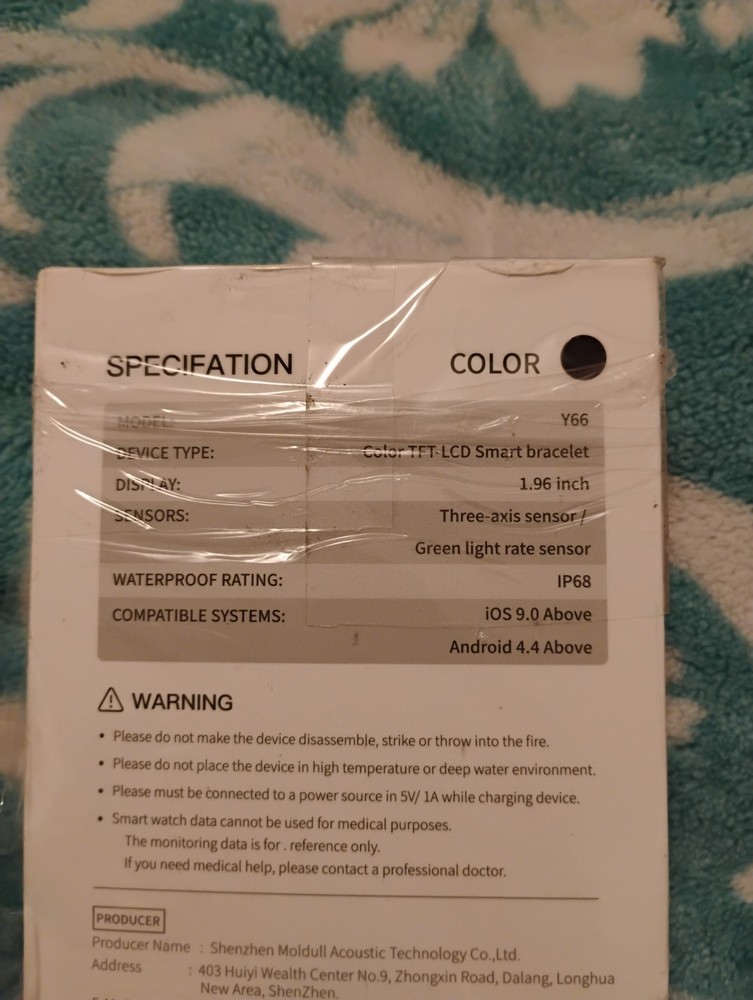 SPECIFATION COLOR
MODEL: Y66
DEVICE TYPE: Color TFT-LCD Smart bracelet
DISPLAY: 1.96 inch
SENSORS: Three-axis sensor /
Green light rate sensor
WATERPROOF RATING: IP68
COMPATIBLE SYSTEMS: iOS 9.0 Above
Android 4.4 Above
WARNING
• Please do not make the device disassemble, strike or throw into the fire.
• Please do not place the device in high temperature or deep water environment.
• Please must be connected to a power source in 5V/ 1A while charging device.
• Smart watch data cannot be used for medical purposes.
The monitoring data is for . reference only.
If you need medical help, please contact a professional doctor.
PRODUCER
Producer Name : Shenzhen Moldull Acoustic Technology Co.,Ltd.
Address : 403 Huiyi Wealth Center No.9, Zhongxin Road, Dalang, Longhua
New Area, ShenZhen.